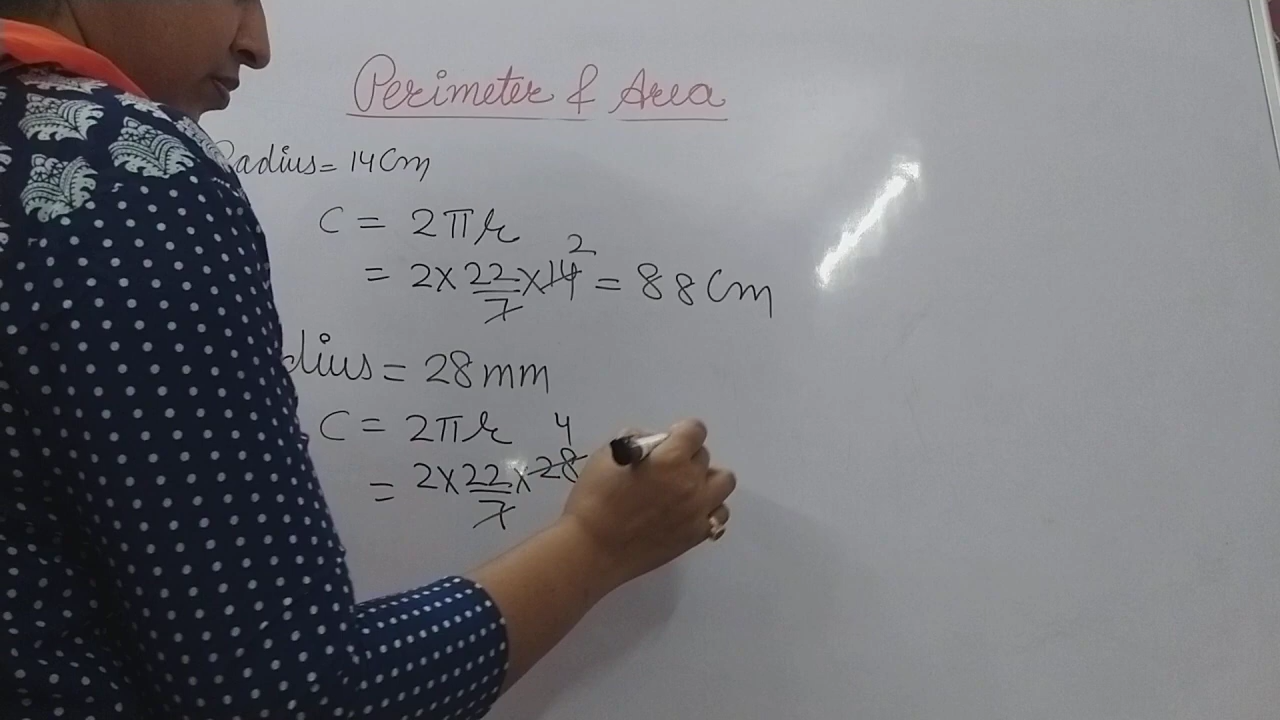 Perimeter & Area
Radius = 14 Cm
C = 2πr
= 2 × 22/7 × 14 2 = 88 Cm
dius = 28 mm
C = 2πr
4
= 2 × 22/7 × 28